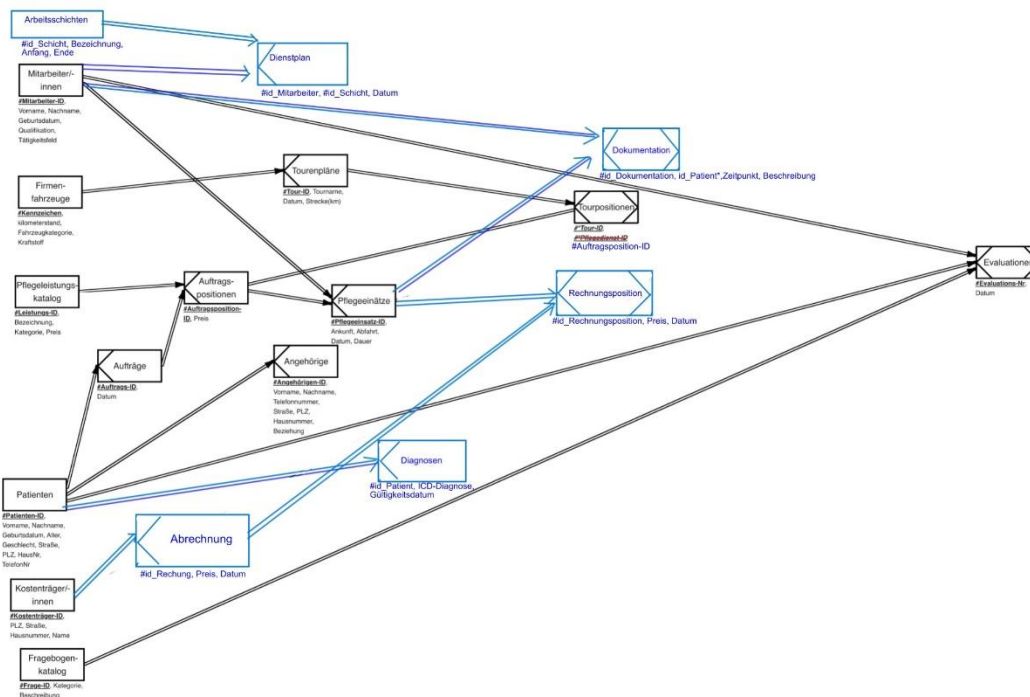 Arbeitsschichten
#id_Schicht, Bezeichnung,
Anfang, Ende
Dienstplan
#id_Mitarbeiter, #id_Schicht, Datum
Mitarbeiter/-
innen
#Mitarbeiter-ID,
Vorname, Nachname,
Geburtsdatum,
Qualifikation,
Tätigkeitsfeld
Dokumentation
#id_Dokumentation, id_Patient*,Zeitpunkt, Beschreibung
Firmen-
fahrzeuge
#Kennzeichen,
kilometerstand,
Fahrzeugkategorie,
Kraftstoff
Tourenpläne
#Tour-ID, Tourname,
Datum, Strecke(km)
Tourpositionen
#*Tour-ID,
#*Pflegedienst-ID
#Auftragsposition-ID
Evaluationen
#Evaluations-Nr.
Datum
Pflegeleistungs-
katalog
#Leistungs-ID,
Bezeichnung,
Kategorie, Preis
Auftrags-
positionen
#Auftragsposition-
ID, Preis
Pflegeeinätze
#Pflegeeinsatz-ID,
Ankunft, Abfahrt,
Datum, Dauer
Rechnungsposition
#id_Rechnungsposition, Preis, Datum
Aufträge
#Auftrags-ID,
Datum
Angehörige
#Angehörigen-ID,
Vorname, Nachname,
Telefonnummer,
Straße, PLZ,
Hausnummer,
Beziehung
Diagnosen
#id_Patient, ICD-Diagnose,
Gültigkeitsdatum
Patienten
#Patienten-ID,
Vorname, Nachname,
Geburtsdatum, Alter,
Geschlecht, Straße,
PLZ, HausNr,
TelefonNr
Abrechnung
#id_Rechung, Preis, Datum
Kostenträger/-
innen
#Kostenträger-ID,
PLZ, Straße,
Hausnummer, Name
Fragebogen-
katalog
#Frage-ID, Kategorie,
Beschreibung